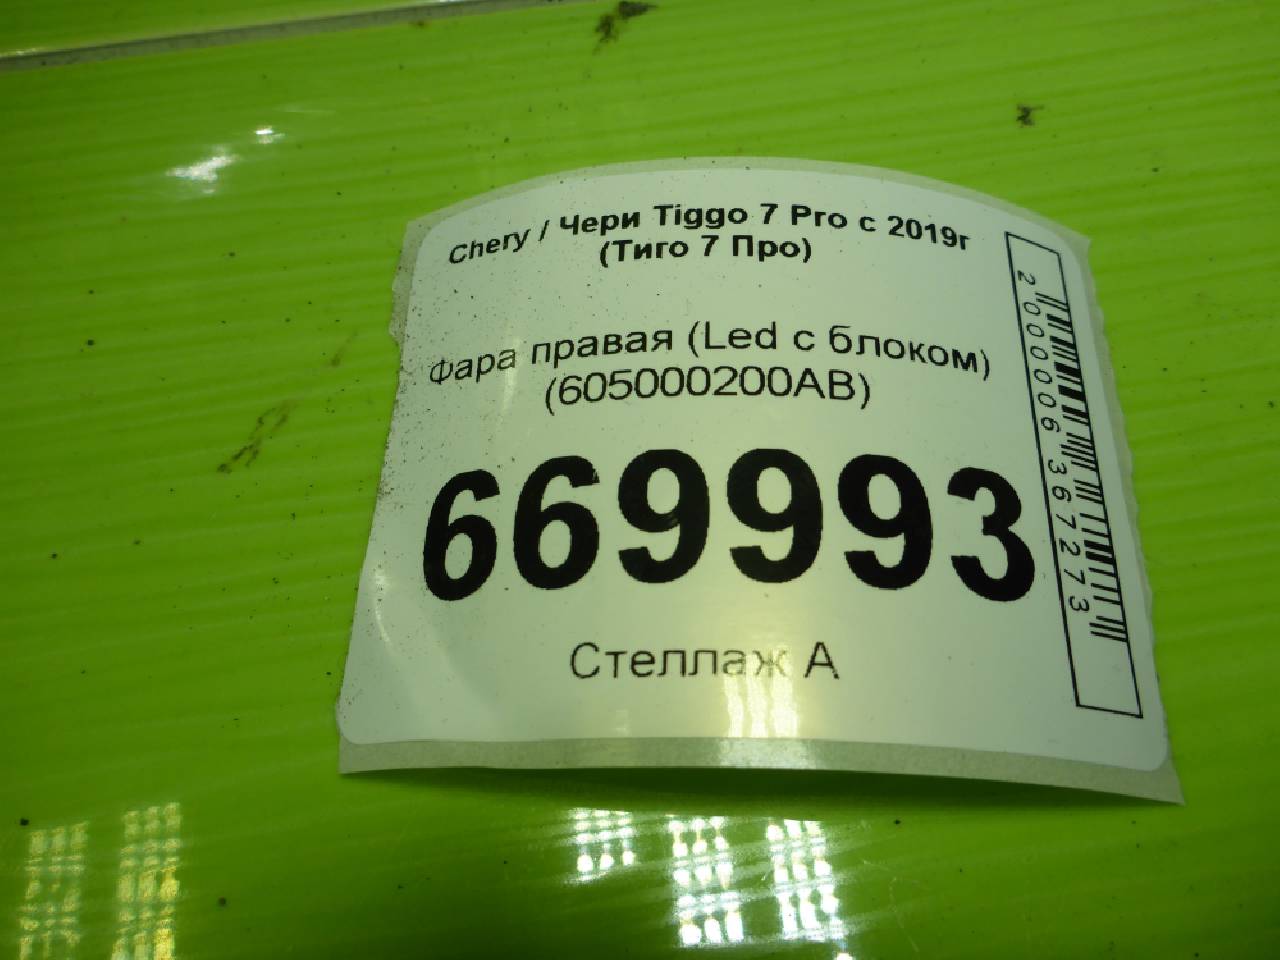 Chery / Чери Tiggo 7 Pro с 2019г
(Тиго 7 Про)
Фара правая (Led с блоком)
(605000200AB)
669993
Стеллаж А
2000006367273